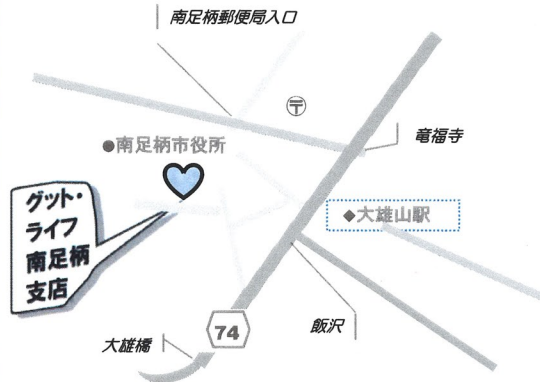 南足柄郵便局入口
〒
竜福寺
●南足柄市役所
グット・
ライフ
南足柄
支店
◆大雄山駅
74
飯沢
大雄橋